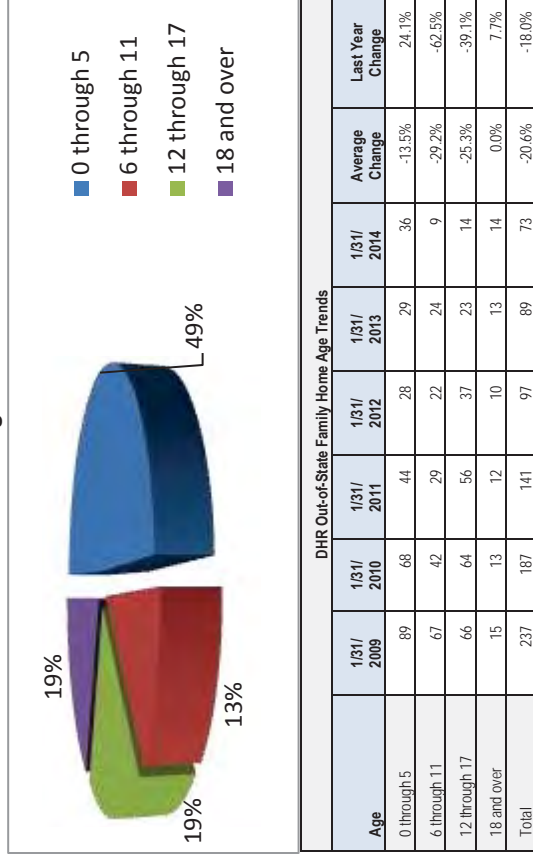 19%
49%
19%
13%
0 through 5
6 through 11
12 through 17
18 and over
DHR Out-of-State Family Home Age Trends
Age 1/31/2009 1/31/2010 1/31/2011 1/31/2012 1/31/2013 1/31/2014 Average Change Last Year Change
0 through 5 89 68 44 28 29 36 -13.5% 24.1%
6 through 11 67 42 29 22 24 9 -29.2% -62.5%
12 through 17 66 64 56 37 23 14 -25.3% -39.1%
18 and over 15 13 12 10 13 14 0.0% 7.7%
Total 237 187 141 97 89 73 -20.6% -18.0%